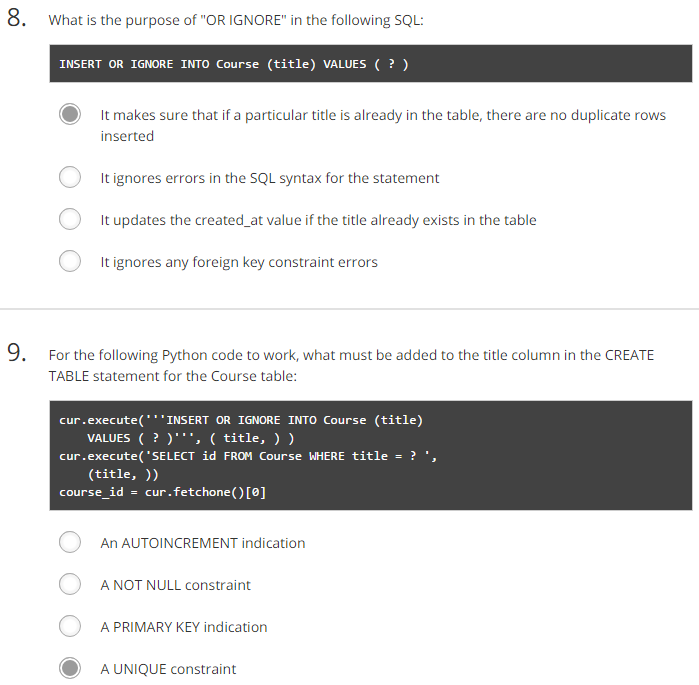 8. What is the purpose of "OR IGNORE" in the following SQL:
INSERT OR IGNORE INTO Course (title) VALUES ( ? )
It makes sure that if a particular title is already in the table, there are no duplicate rows
inserted
It ignores errors in the SQL syntax for the statement
It updates the created_at value if the title already exists in the table
It ignores any foreign key constraint errors
9. For the following Python code to work, what must be added to the title column in the CREATE
TABLE statement for the Course table:
cur.execute('''INSERT OR IGNORE INTO Course (title)
VALUES ( ? )''', ( title, ) )
cur.execute('SELECT id FROM Course WHERE title = ? ',
(title, ))
course_id = cur.fetchone()[0]
An AUTOINCREMENT indication
A NOT NULL constraint
A PRIMARY KEY indication
A UNIQUE constraint